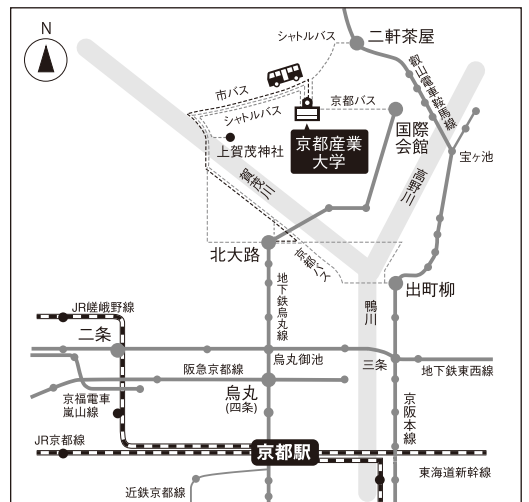 N
シャトルバス
二軒茶屋
叡山電車鞍馬線
市バス
シャトルバス
京都バス
国際
会館
上賀茂神社
京都産業
大学
宝ヶ池
賀茂川
高野川
北大路
京都バス
出町柳
地下鉄烏丸線
鴨川
JR嵯峨野線
二条
烏丸御池
三条
地下鉄東西線
阪急京都線
京福電車
嵐山線
烏丸
(四条)
京阪本線
JR京都線
京都駅
東海道新幹線
近鉄京都線